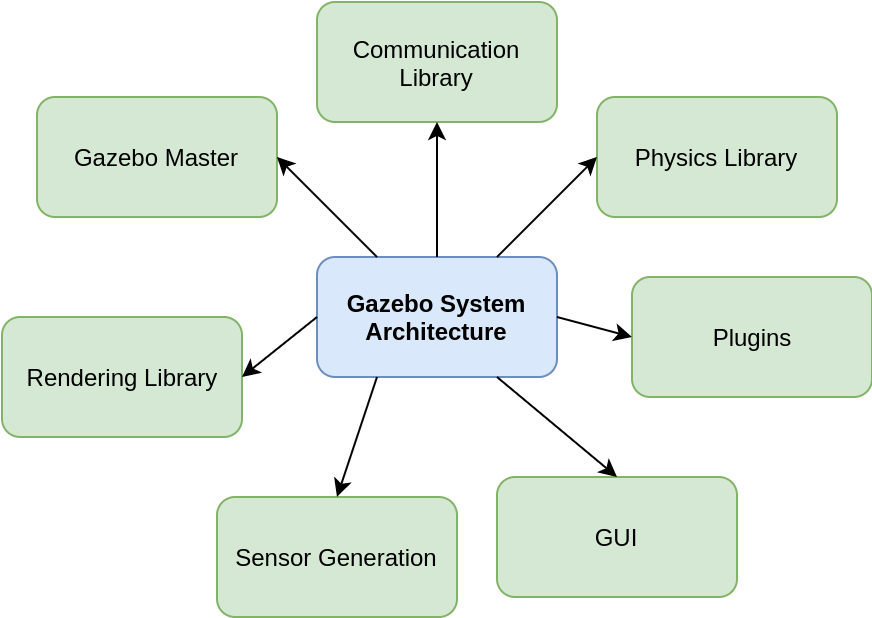 Communication
Library
Gazebo Master
Physics Library
Gazebo System
Architecture
Plugins
Rendering Library
Sensor Generation
GUI